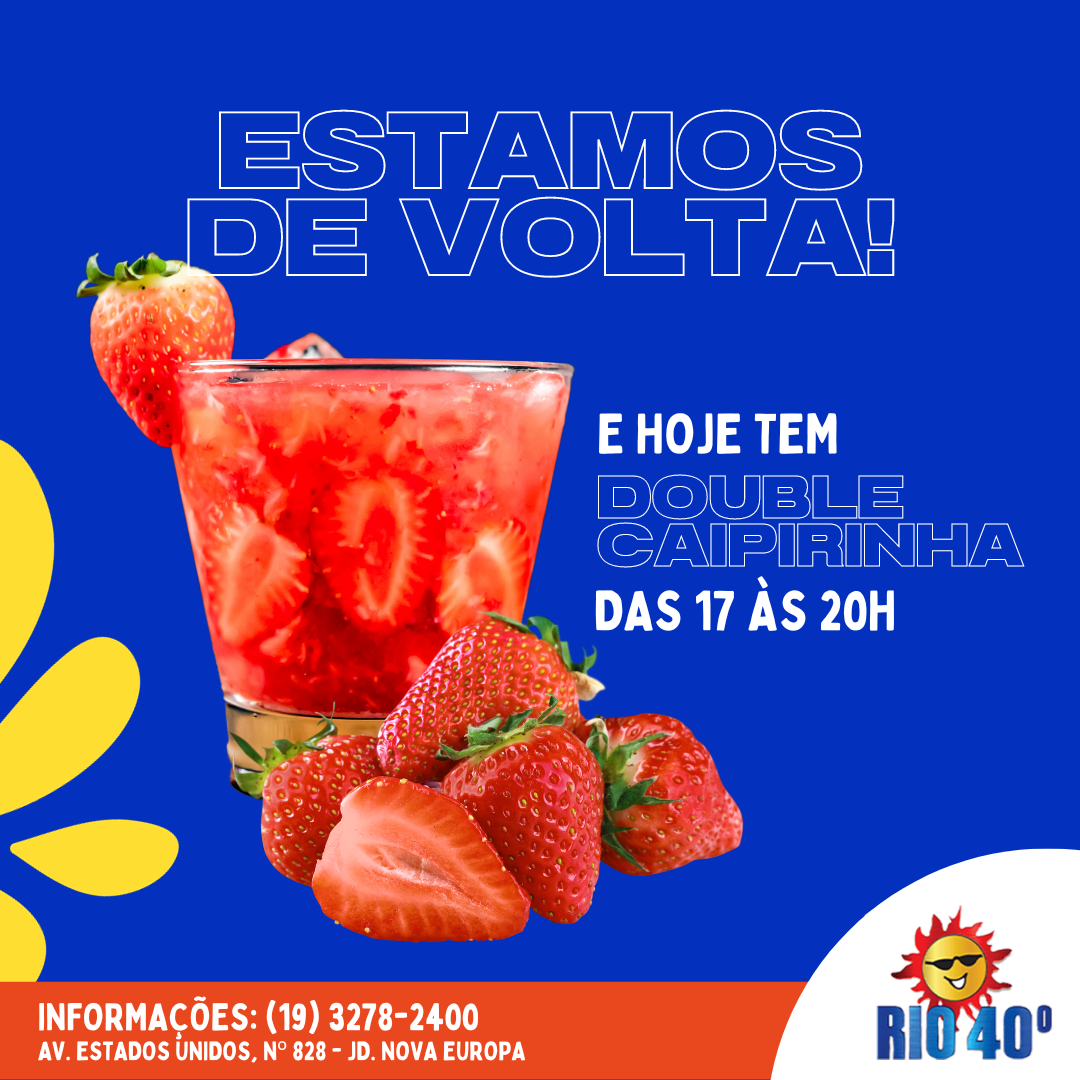 ESTAMOS
DE VOLTA!
E HOJE TEM
DOUBLE
CAIPIRINHA
DAS 17 ÀS 20H
INFORMAÇÕES: (19) 3278-2400
AV. ESTADOS UNIDOS, Nº 828 - JD. NOVA EUROPA
RIO 40º